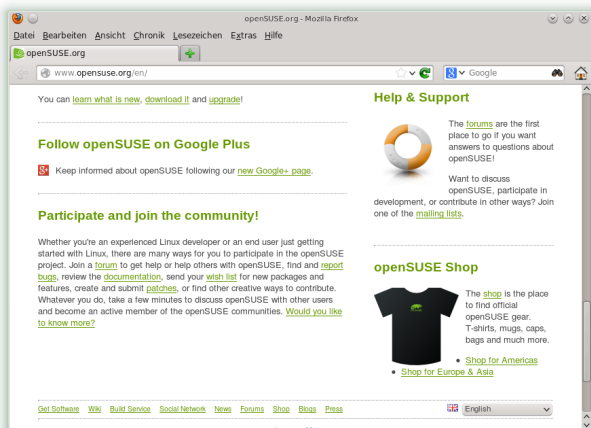 openSUSE.org - Mozilla Firefox
Datei Bearbeiten Ansicht Chronik Lesezeichen Extras Hilfe
openSUSE.org
www.opensuse.org/en/
Google
You can learn what is new, download it and upgrade!
Follow openSUSE on Google Plus
Keep informed about openSUSE following our new Google+ page.
Participate and join the community!
Whether you're an experienced Linux developer or an end user just getting
started with Linux, there are many ways for you to participate in the openSUSE
project. Join a forum to get help or help others with openSUSE, find and report
bugs, review the documentation, send your wish list for new packages and
features, create and submit patches, or find other creative ways to contribute.
Whatever you do, take a few minutes to discuss openSUSE with other users
and become an active member of the openSUSE communities. Would you like
to know more?
Help & Support
The forums are the first
place to go if you want
answers to questions about
openSUSE!
Want to discuss
openSUSE, participate in
development, or contribute in other ways? Join
one of the mailing lists.
openSUSE Shop
The shop is the place
to find official
openSUSE gear.
T-shirts, mugs, caps,
bags and much more.
Shop for Americas
Shop for Europe & Asia
Get Software Wiki Build Service Social Network News Forums Shop Blogs Press
English